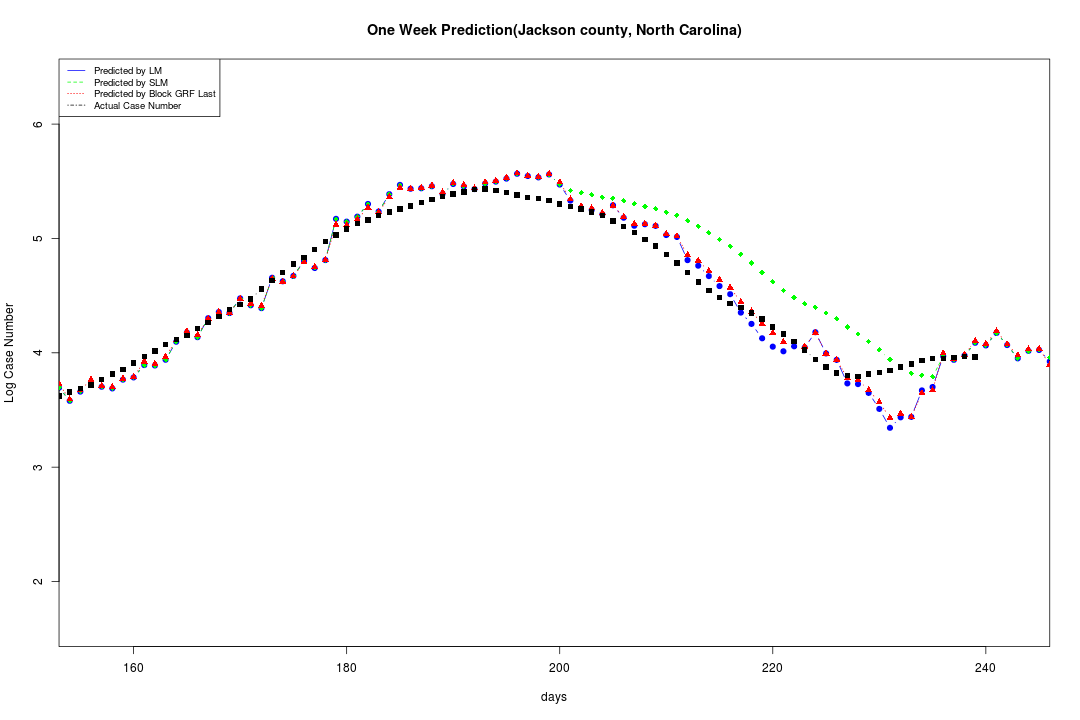 One Week Prediction(Jackson county, North Carolina)
Predicted by LM
Predicted by SLM
Predicted by Block GRF Last
Actual Case Number
6
5
4
3
2
Log Case Number
160 180 200 220 240
days